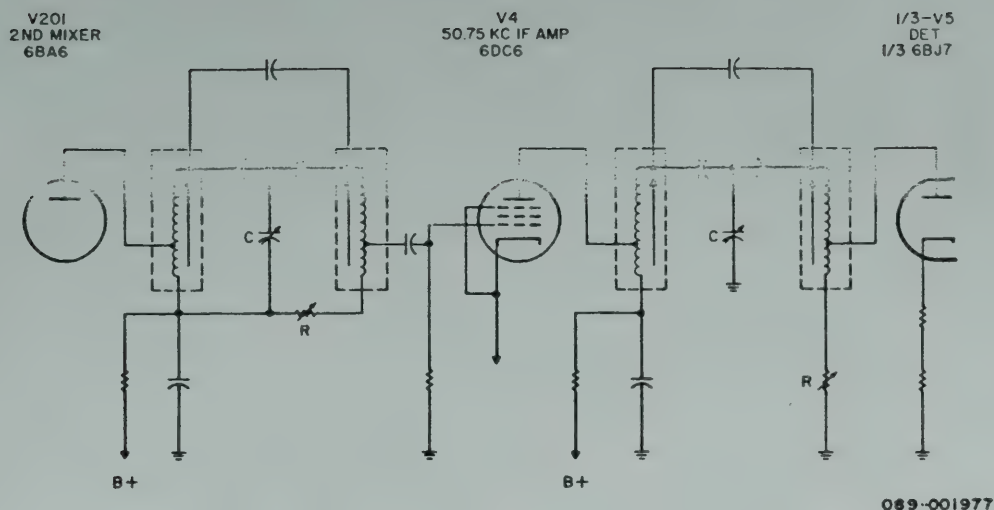 V201
2ND MIXER
6BA6
V4
50.75 KC IF AMP
6DC6
1/3-V5
DET
1/3 6BJ7
C
C
R
R
B+
B+
089-001977